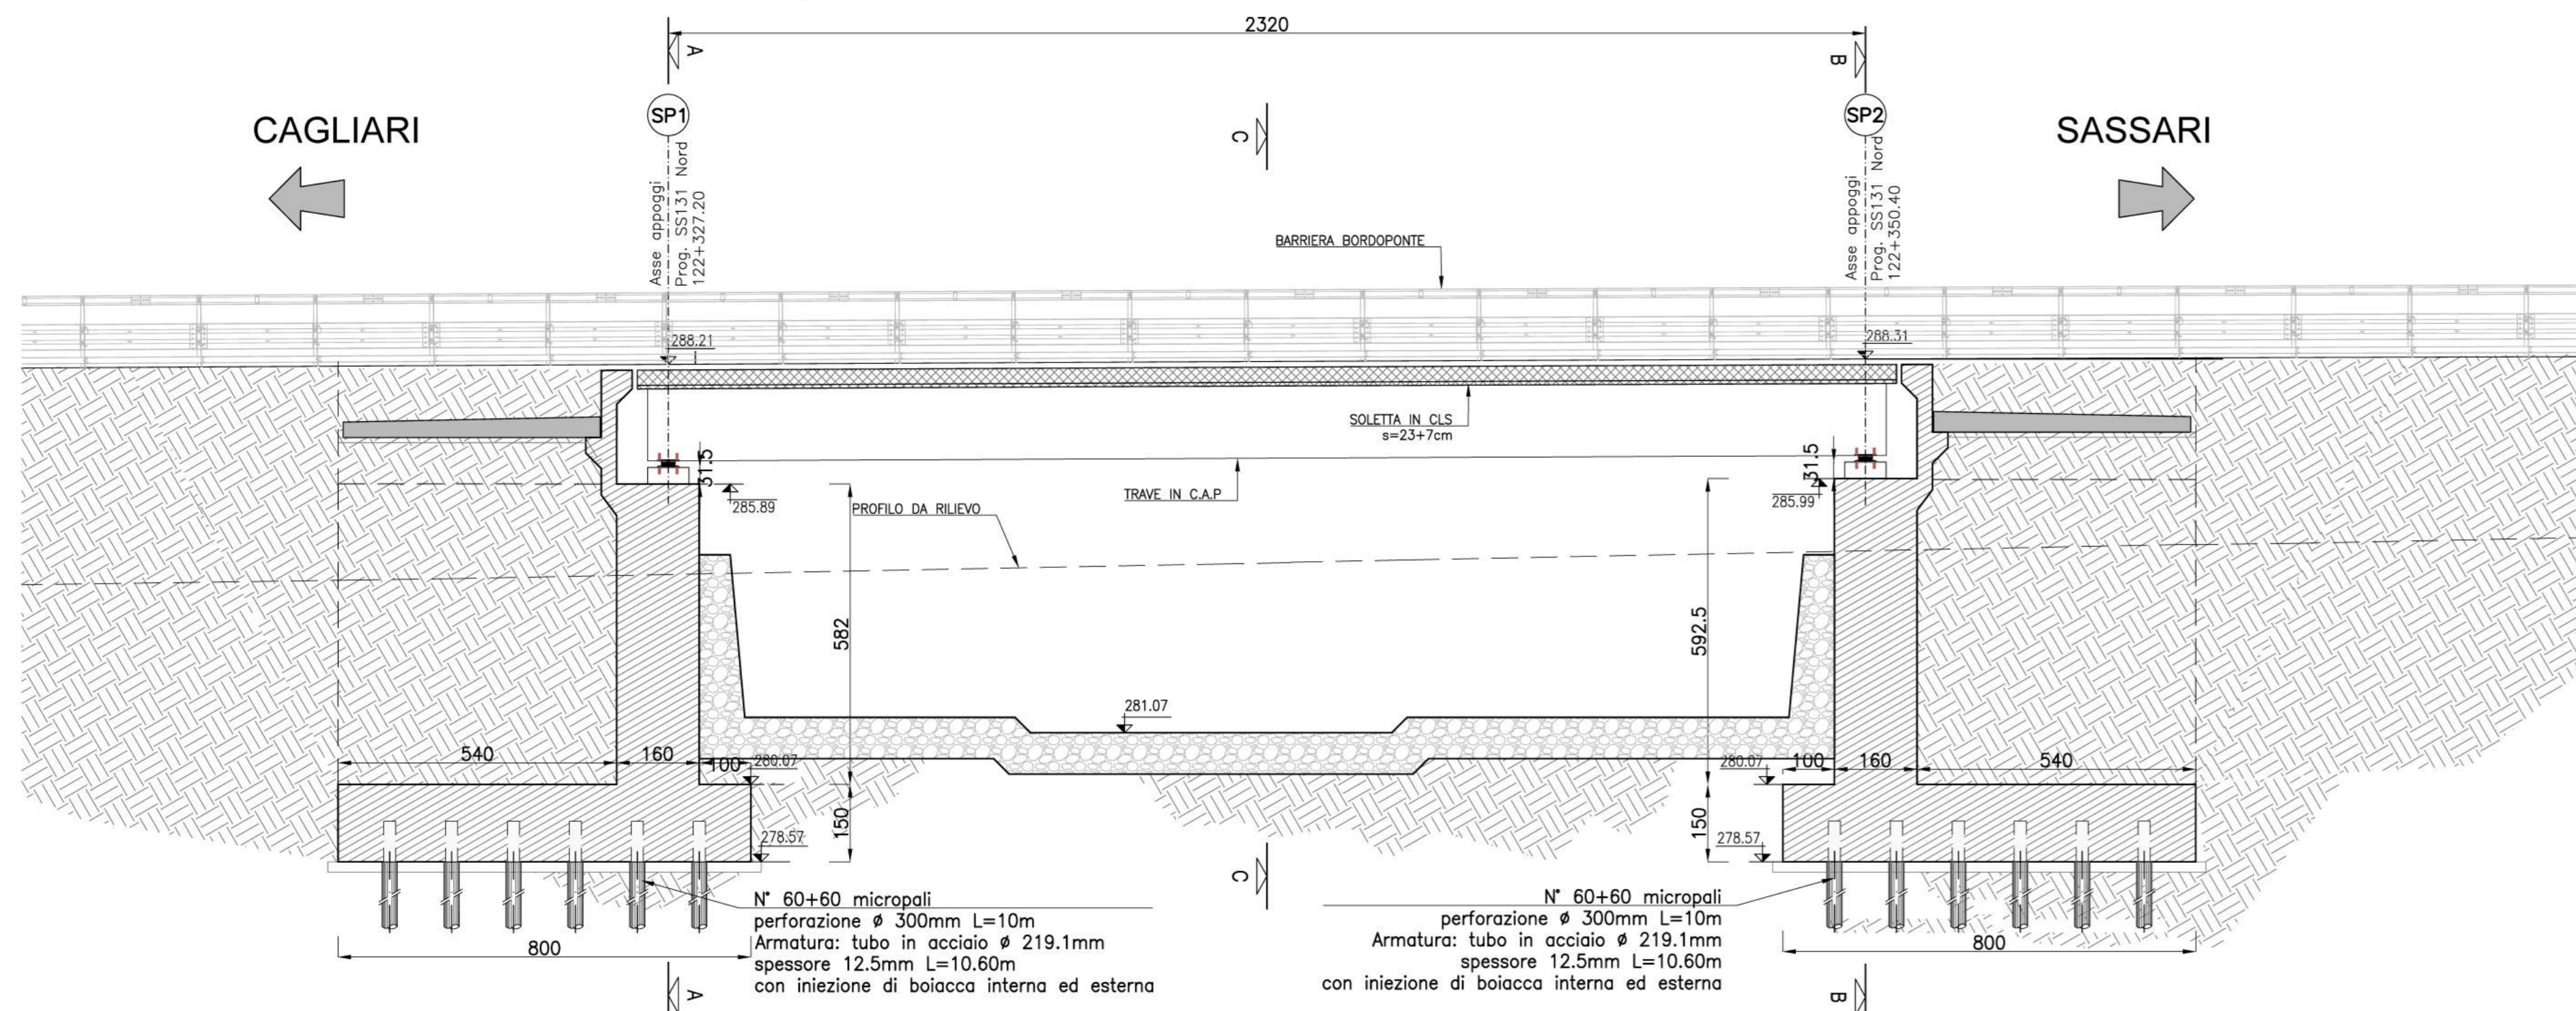 2320
A
B
SP1
SP2
CAGLIARI
SASSARI
C
Asse appoggi
Prog. SS131 Nord
122+327.20
Asse appoggi
Prog. SS131 Nord
122+350.40
BARRIERA BORDOPONTE
288.21
288.31
SOLETTA IN CLS
s=23+7cm
31.5
31.5
TRAVE IN C.A.P
285.89
285.99
PROFILO DA RILIEVO
582
592.5
281.07
540
160
100
280.07
280.07
100
160
540
150
150
278.57
278.57
C
N° 60+60 micropali
perforazione ø 300mm L=10m
Armatura: tubo in acciaio ø 219.1mm
spessore 12.5mm L=10.60m
con iniezione di boiacca interna ed esterna
N° 60+60 micropali
perforazione ø 300mm L=10m
Armatura: tubo in acciaio ø 219.1mm
spessore 12.5mm L=10.60m
con iniezione di boiacca interna ed esterna
800
800
A
B